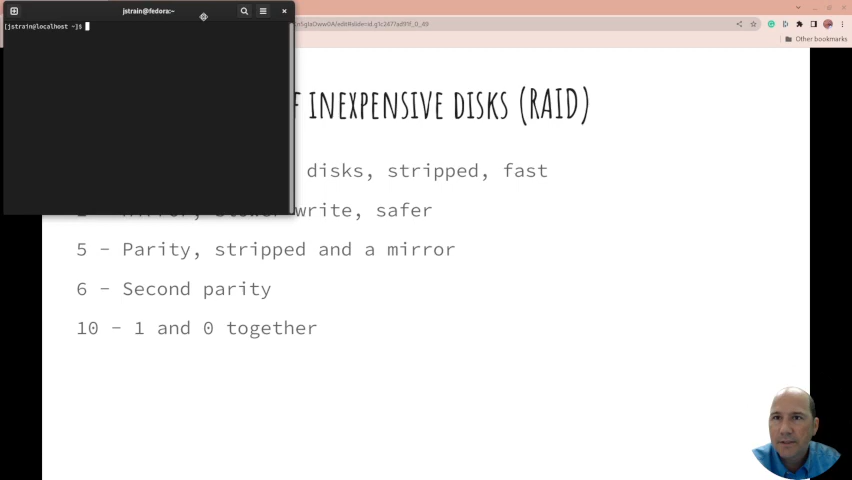 jstrain@fedora:~
[jstrain@localhost ~]$
Other bookmarks
INEXPENSIVE DISKS (RAID)
disks, stripped, fast
write, safer
5 - Parity, stripped and a mirror
6 - Second parity
10 - 1 and 0 together